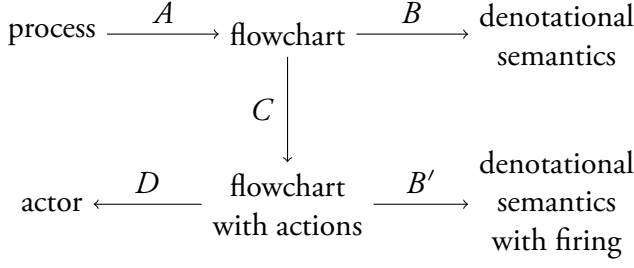 process A flowchart B denotational
semantics
C
actor D flowchart
with actions B′ denotational
semantics
with firing